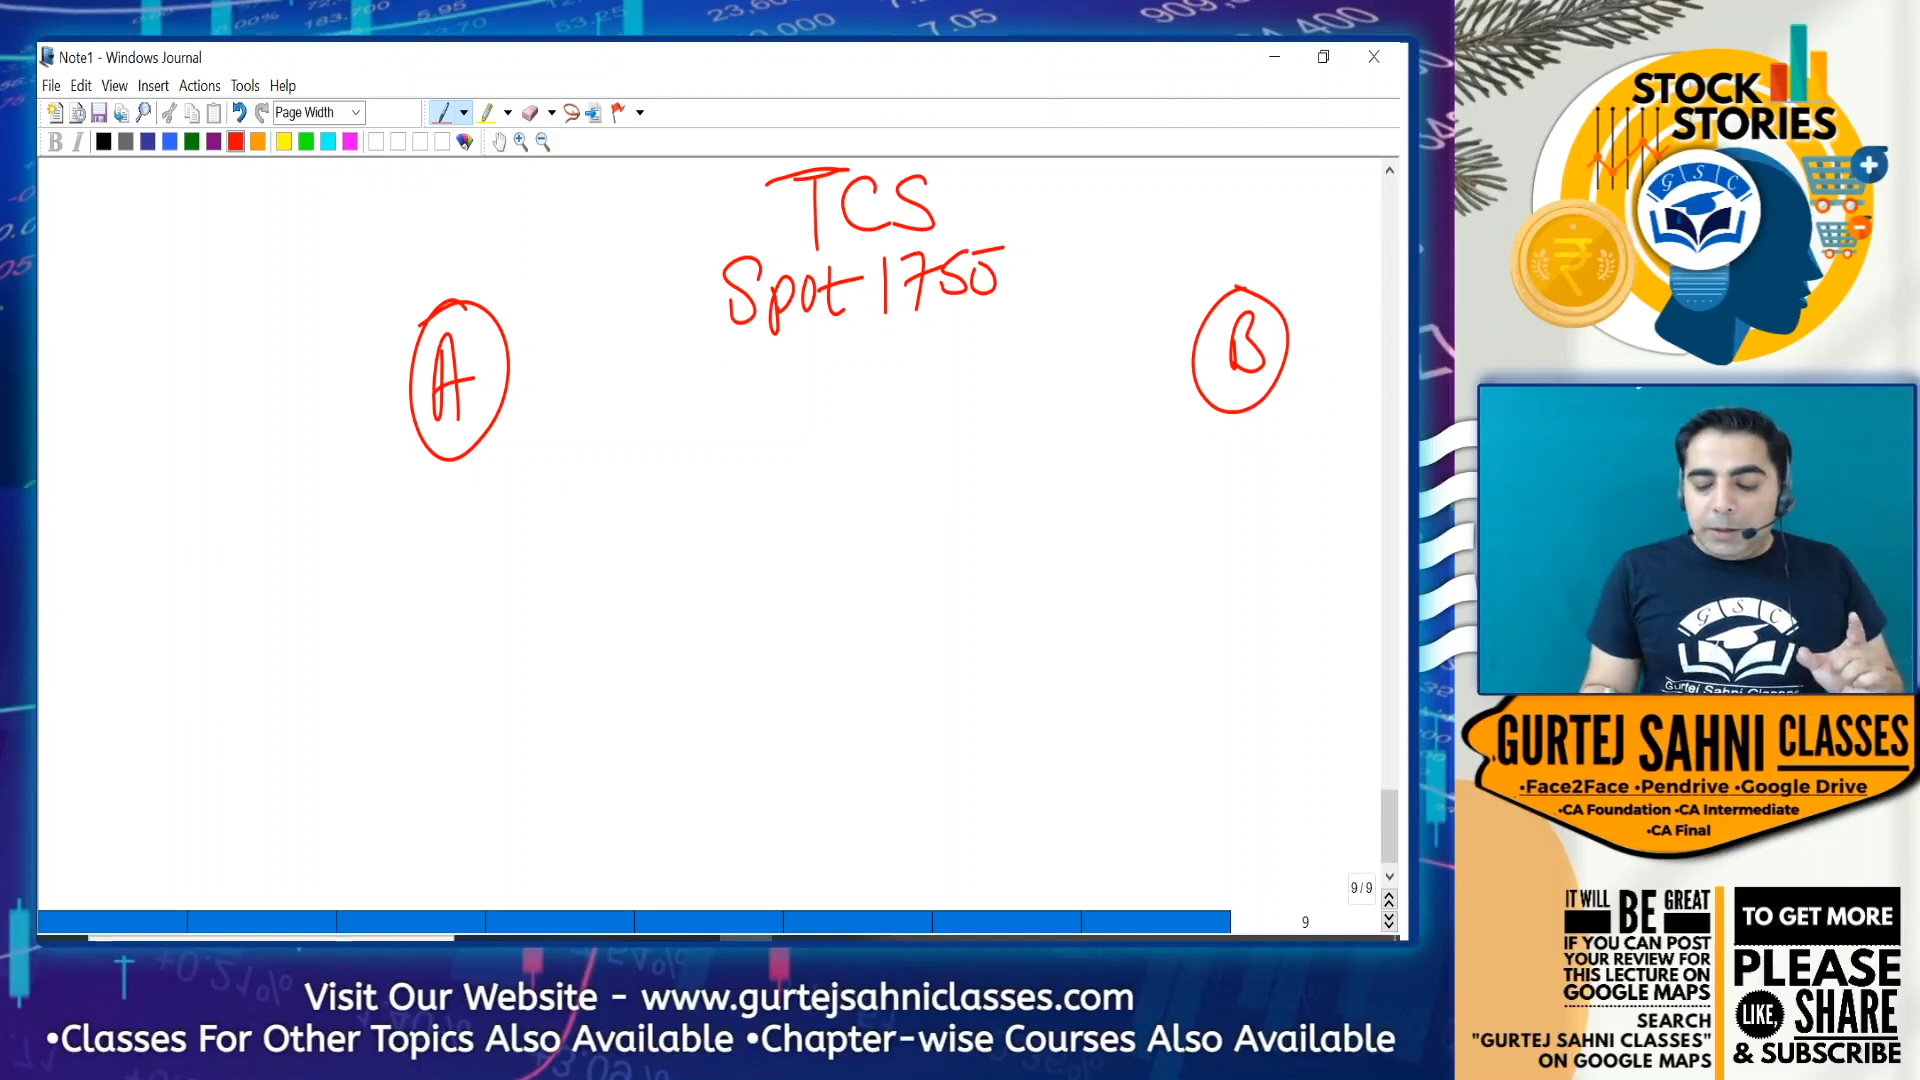 Note1 - Windows Journal
File Edit View Insert Actions Tools Help
Page Width
B I
TCS
Spot 1750
A
B
9 / 9
9
STOCK
STORIES
G S C
G S C
Gurtej Sahni Classes
GURTEJ SAHNI CLASSES
•Face2Face •Pendrive •Google Drive
•CA Foundation •CA Intermediate
•CA Final
IT WILL BE GREAT
IF YOU CAN POST
YOUR REVIEW FOR
THIS LECTURE ON
GOOGLE MAPS
SEARCH
"GURTEJ SAHNI CLASSES"
ON GOOGLE MAPS
TO GET MORE
PLEASE
LIKE, SHARE
& SUBSCRIBE
Visit Our Website - www.gurtejsahniclasses.com
•Classes For Other Topics Also Available •Chapter-wise Courses Also Available